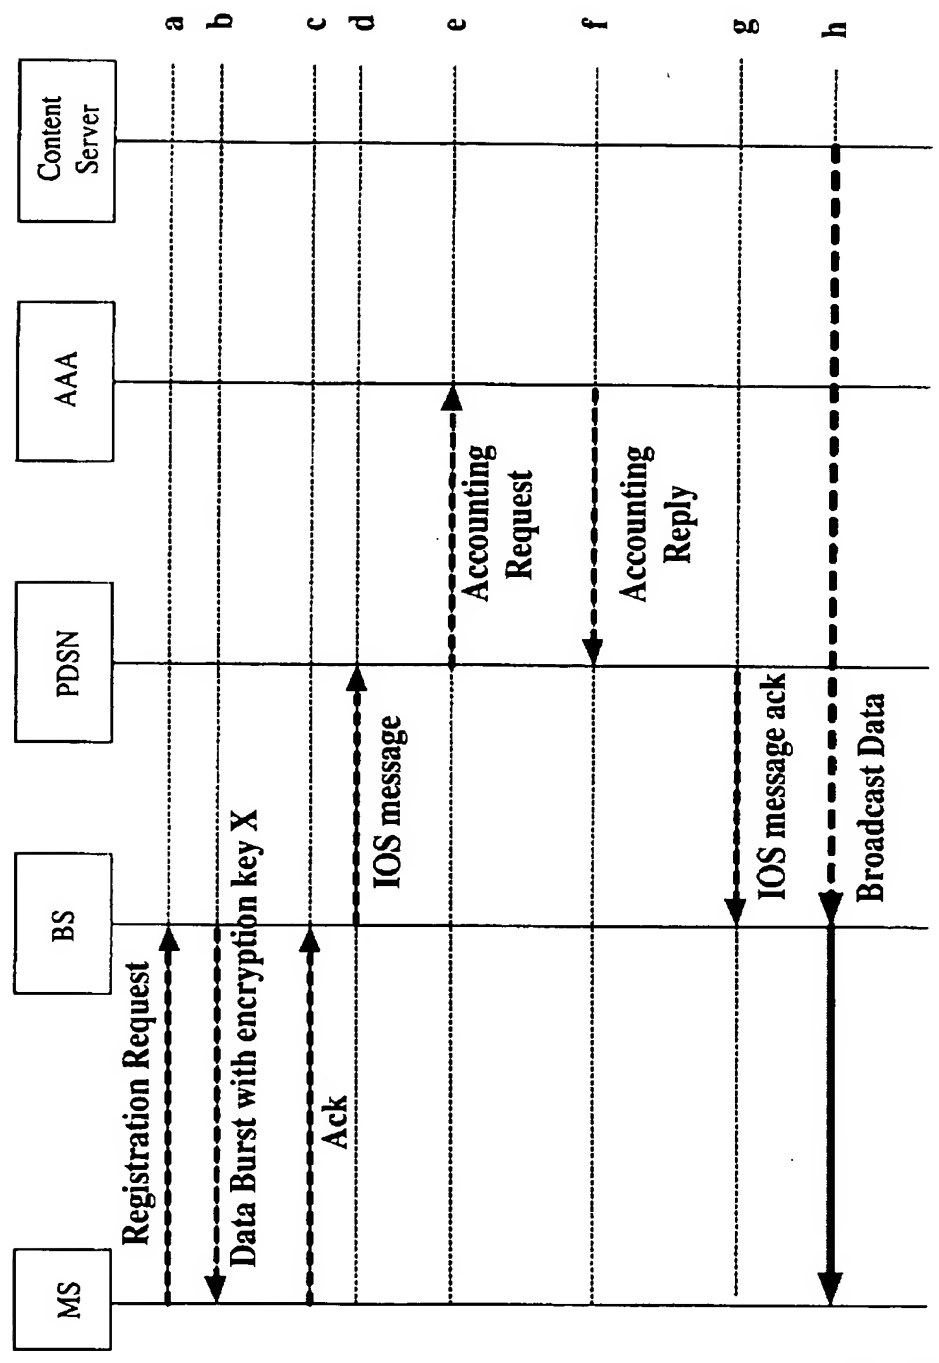 MS
BS
PDSN
AAA
Content
Server
Registration Request
a
Data Burst with encryption key X
b
Ack
c
IOS message
d
Accounting
Request
e
Accounting
Reply
f
IOS message ack
g
Broadcast Data
h